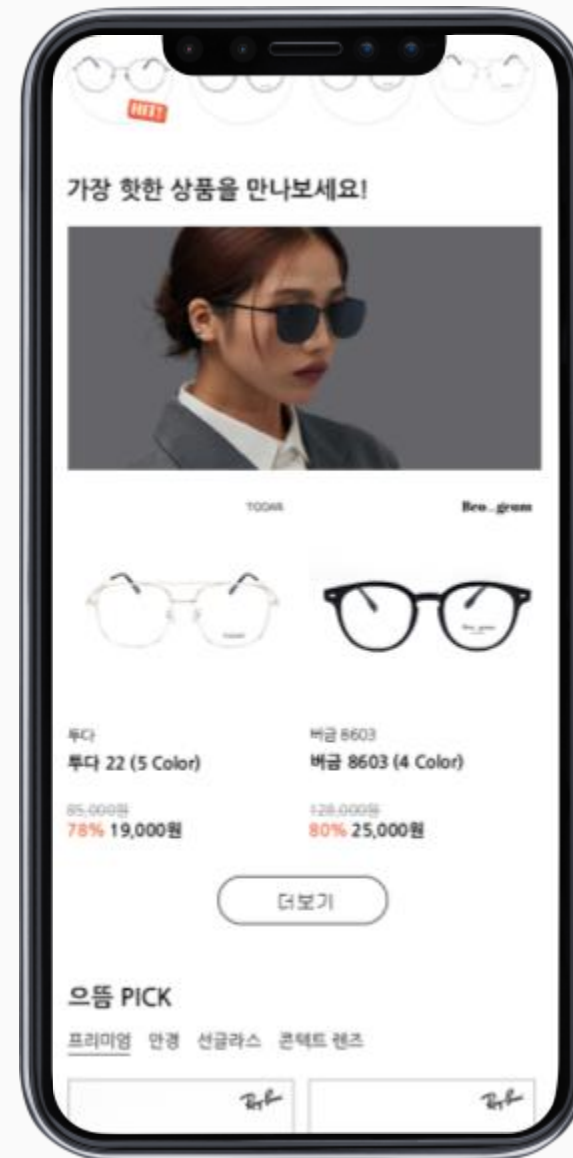 HIT!
가장 핫한 상품을 만나보세요!
TODAR
Bro_geum
투다
투다 22 (5 Color)
85,000원
78% 19,000원
버금 8603
버금 8603 (4 Color)
128,000원
80% 25,000원
더보기
으뜸 PICK
프리미엄 안경 선글라스 콘택트 렌즈